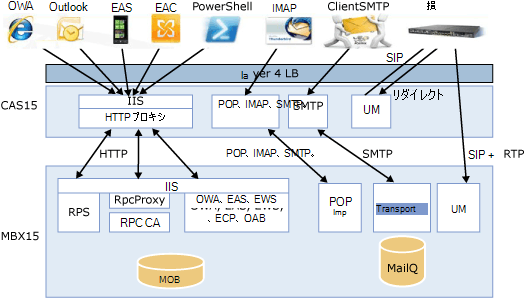 OWA Outlook EAS EAC PowerShell IMAP ClientSMTP 損
SIP
la yer 4 LB
CAS15
リダイレクト
IIS
HTTP プロキシ
POP、IMAP、SMTP。
SMTP
UM
HTTP
POP、IMAP、SMTP。
SMTP
SIP + RTP
MBX15
IIS
RPS
RpcProxy
RPC CA
OWA、EAS、EWS
、ECP、OAB
POP
Imp
Transport
UM
MOB
MailQ